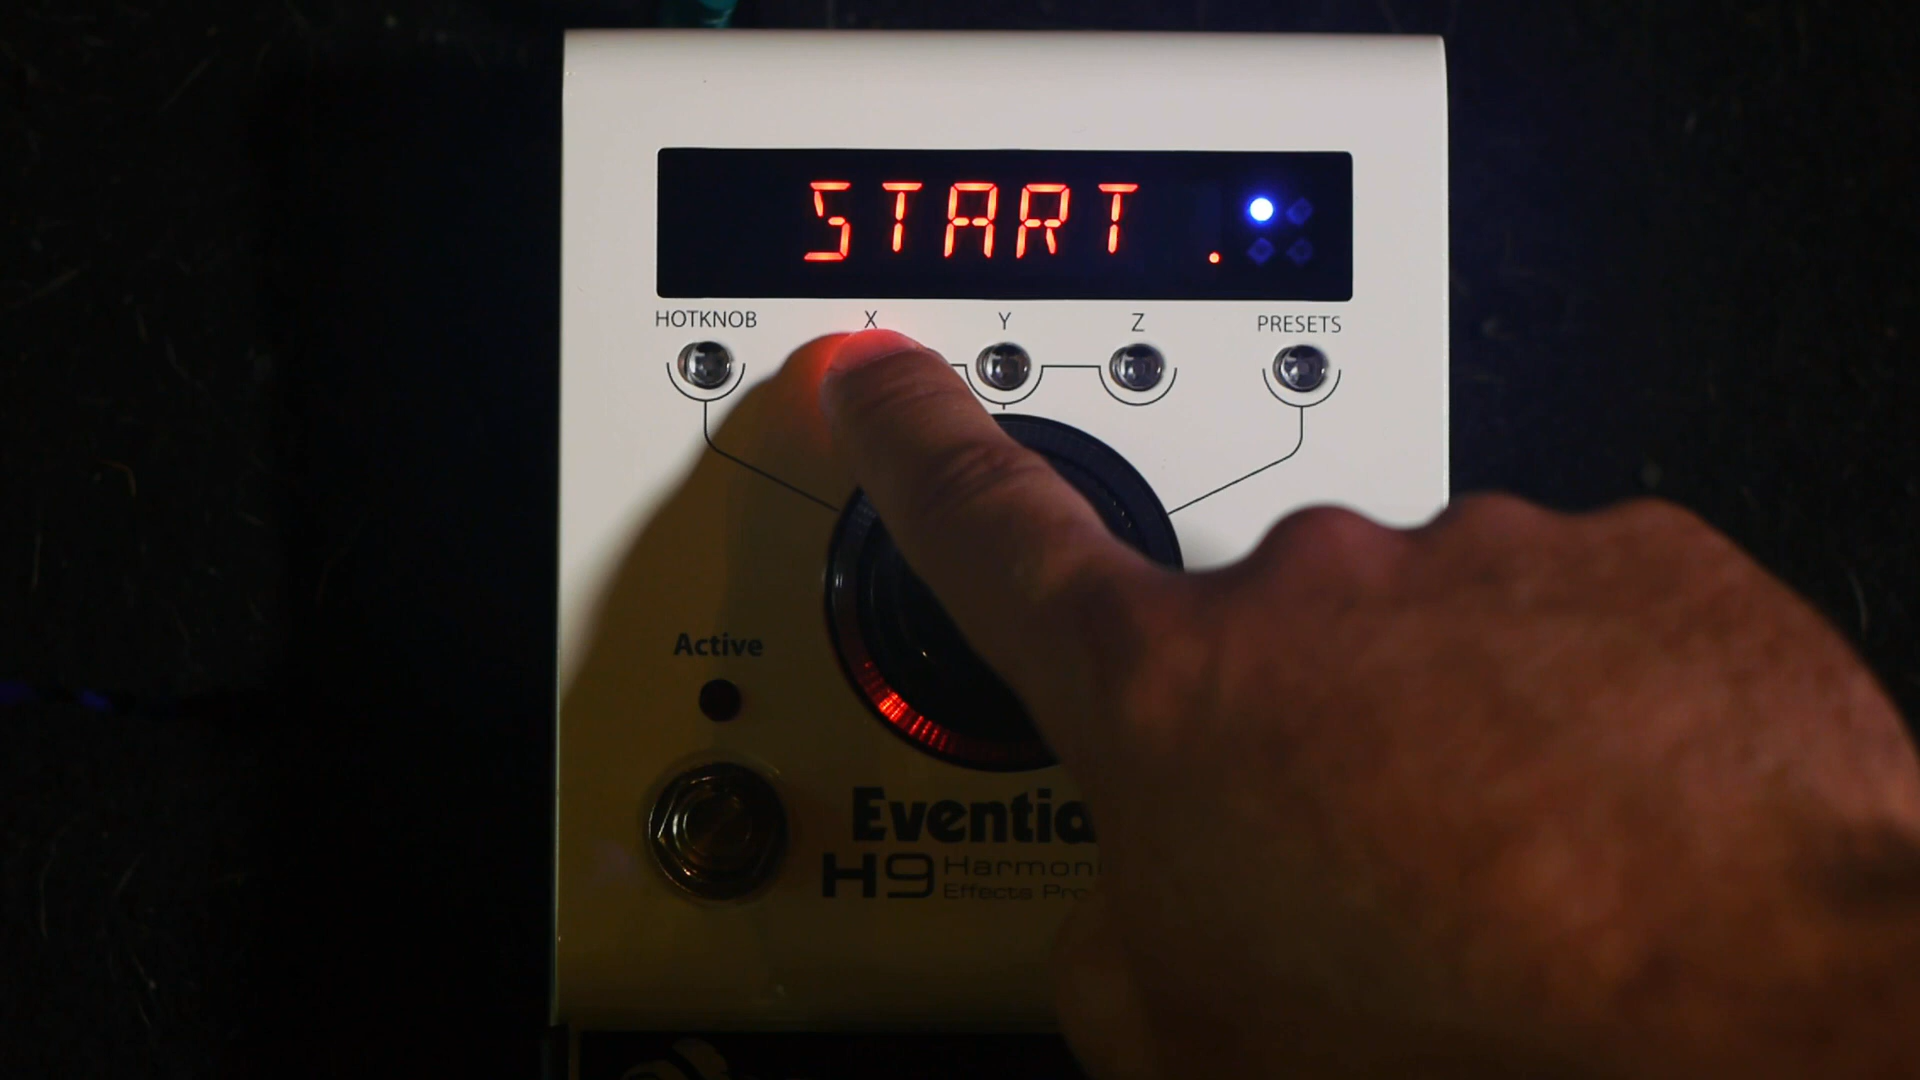 START .
HOTKNOB X Y Z PRESETS
Active
Eventid
H9 Harmoni
Effects Pro